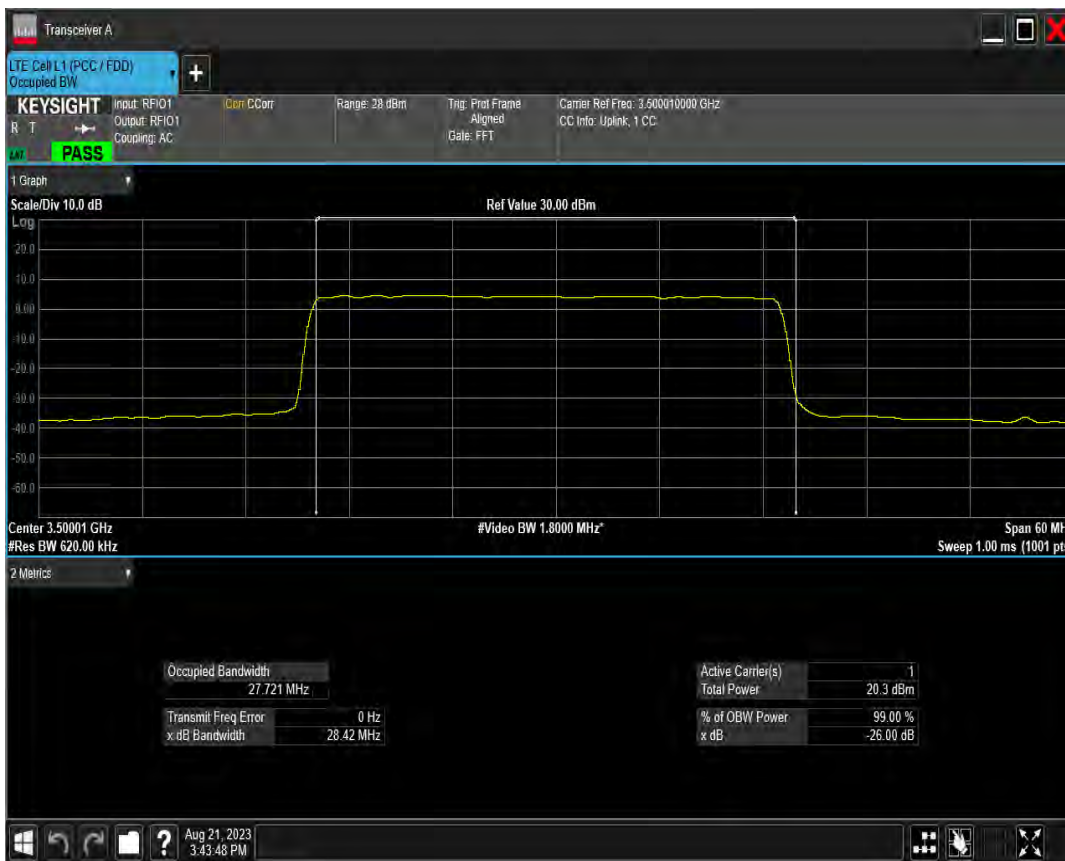 Transceiver A
LTE Cell L1 (PCC / FDD)
Occupied BW
+
KEYSIGHT
R T
LXI
PASS
Input: RFIO1
Output: RFIO1
Coupling: AC
Corr CCorr
Range: 28 dBm
Trig: Prot Frame
Aligned
Gate: FFT
Carrier Ref Freq: 3.500010000 GHz
CC Info: Uplink, 1 CC
1 Graph
Scale/Div 10.0 dB
Ref Value 30.00 dBm
Log
20.0
10.0
0.00
-10.0
-20.0
-30.0
-40.0
-50.0
-60.0
Center 3.50001 GHz
#Video BW 1.8000 MHz*
Span 60 MH
#Res BW 620.00 kHz
Sweep 1.00 ms (1001 pt
2 Metrics
Occupied Bandwidth
27.721 MHz
Transmit Freq Error 0 Hz
x dB Bandwidth 28.42 MHz
Active Carrier(s) 1
Total Power 20.3 dBm
% of OBW Power 99.00 %
x dB -26.00 dB
?
Aug 21, 2023
3:43:48 PM